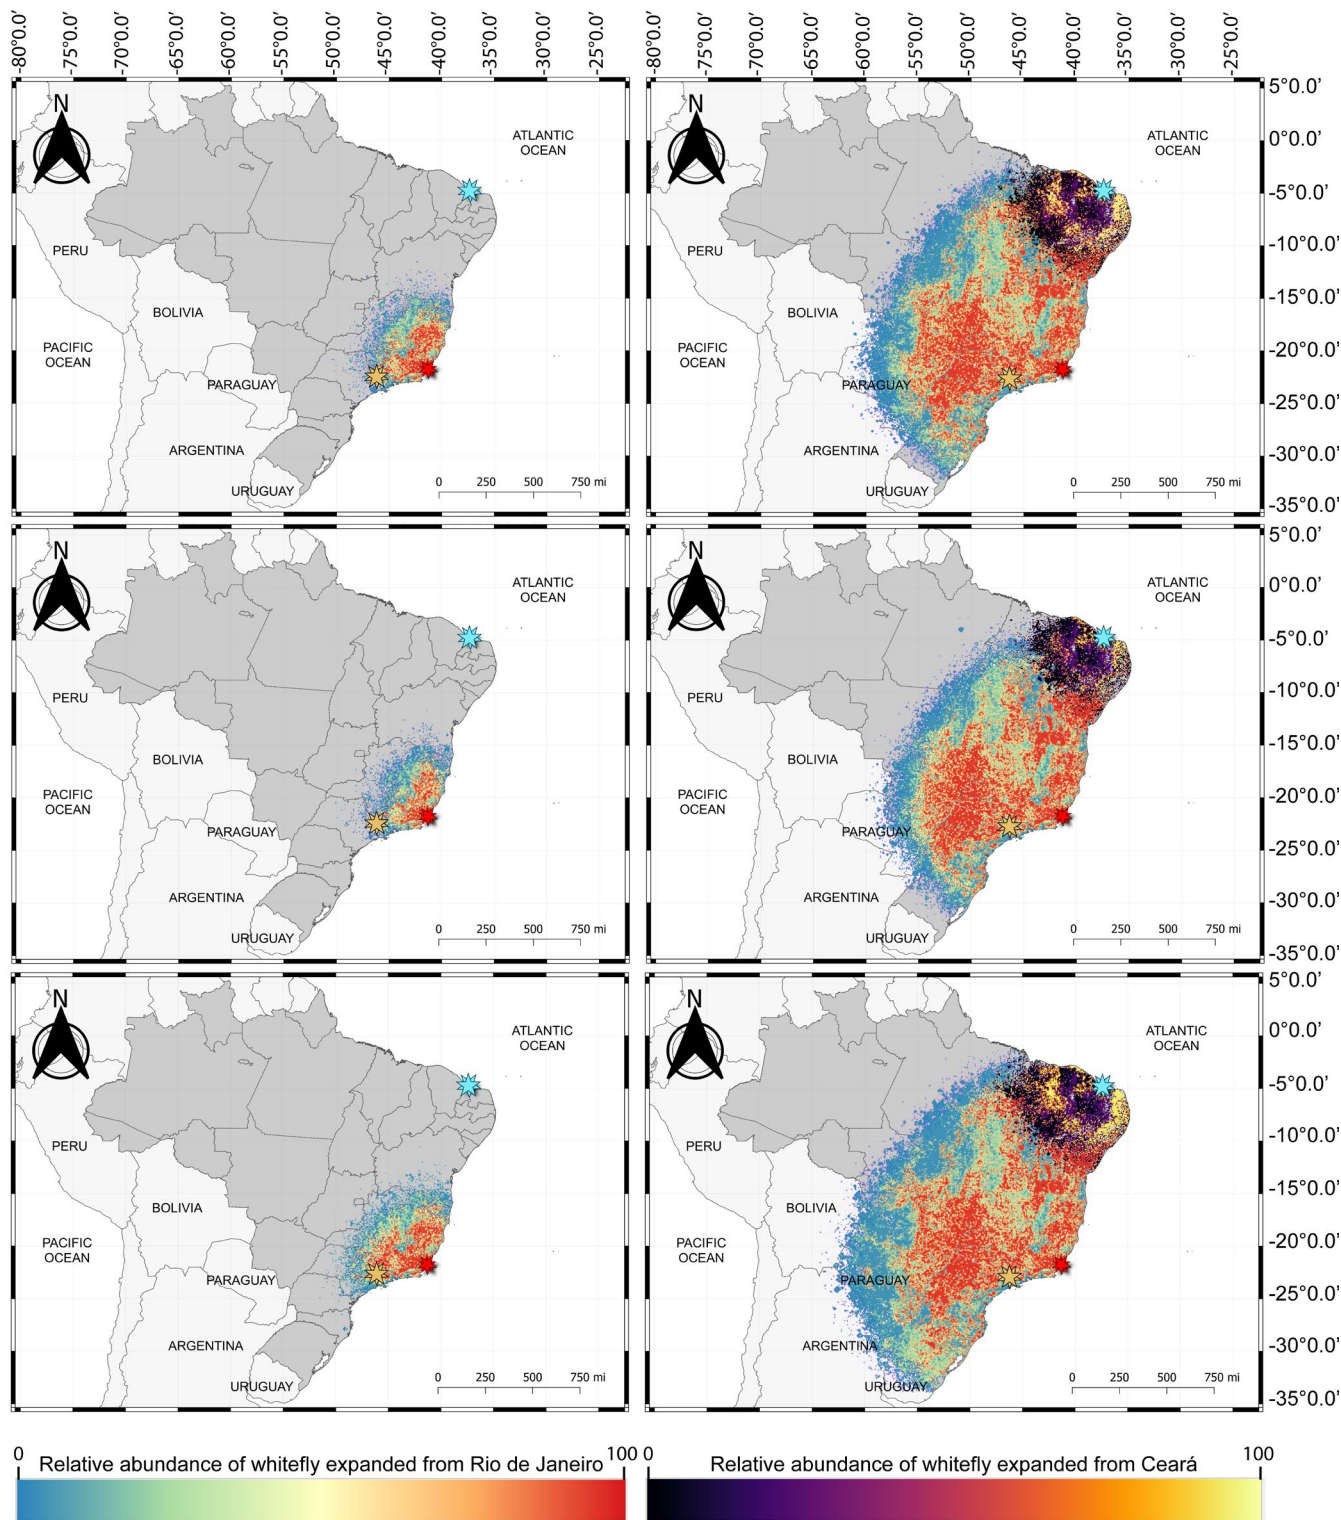 -80°0.0' -75°0.0' -70°0.0' -65°0.0' -60°0.0' -55°0.0' -50°0.0' -45°0.0' -40°0.0' -35°0.0' -30°0.0' -25°0.0' -80°0.0' -75°0.0' -70°0.0' -65°0.0' -60°0.0' -55°0.0' -50°0.0' -45°0.0' -40°0.0' -35°0.0' -30°0.0' -25°0.0'
N
ATLANTIC
OCEAN
PERU
BOLIVIA
PACIFIC
OCEAN
PARAGUAY
ARGENTINA
URUGUAY
0 250 500 750 mi
N
ATLANTIC
OCEAN
PERU
BOLIVIA
PACIFIC
OCEAN
PARAGUAY
ARGENTINA
URUGUAY
0 250 500 750 mi
5°0.0'
0°0.0'
-5°0.0'
-10°0.0'
-15°0.0'
-20°0.0'
-25°0.0'
-30°0.0'
-35°0.0'
N
ATLANTIC
OCEAN
PERU
BOLIVIA
PACIFIC
OCEAN
PARAGUAY
ARGENTINA
URUGUAY
0 250 500 750 mi
N
ATLANTIC
OCEAN
PERU
BOLIVIA
PACIFIC
OCEAN
PARAGUAY
ARGENTINA
URUGUAY
0 250 500 750 mi
5°0.0'
0°0.0'
-5°0.0'
-10°0.0'
-15°0.0'
-20°0.0'
-25°0.0'
-30°0.0'
-35°0.0'
N
ATLANTIC
OCEAN
PERU
BOLIVIA
PACIFIC
OCEAN
PARAGUAY
ARGENTINA
URUGUAY
0 250 500 750 mi
N
ATLANTIC
OCEAN
PERU
BOLIVIA
PACIFIC
OCEAN
PARAGUAY
ARGENTINA
URUGUAY
0 250 500 750 mi
5°0.0'
0°0.0'
-5°0.0'
-10°0.0'
-15°0.0'
-20°0.0'
-25°0.0'
-30°0.0'
-35°0.0'
0 100 0 100
Relative abundance of whitefly expanded from Rio de Janeiro
Relative abundance of whitefly expanded from Ceará